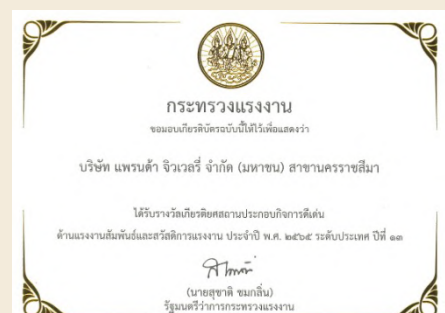 กระทรวงแรงงาน
ขอมอบเกียรติบัตรฉบับนี้ให้ไว้เพื่อแสดงว่า
บริษัท แพรนด้า จิวเวลรี่ จำกัด (มหาชน) สาขานครราชสีมา
ได้รับรางวัลเกียรติยศสถานประกอบกิจการดีเด่น
ด้านแรงงานสัมพันธ์และสวัสดิการแรงงาน ประจำปี พ.ศ. ๒๕๖๕ ระดับประเทศ ปีที่ ๑๓
(นายสุชาติ ชมกลิ่น)
รัฐมนตรีว่าการกระทรวงแรงงาน